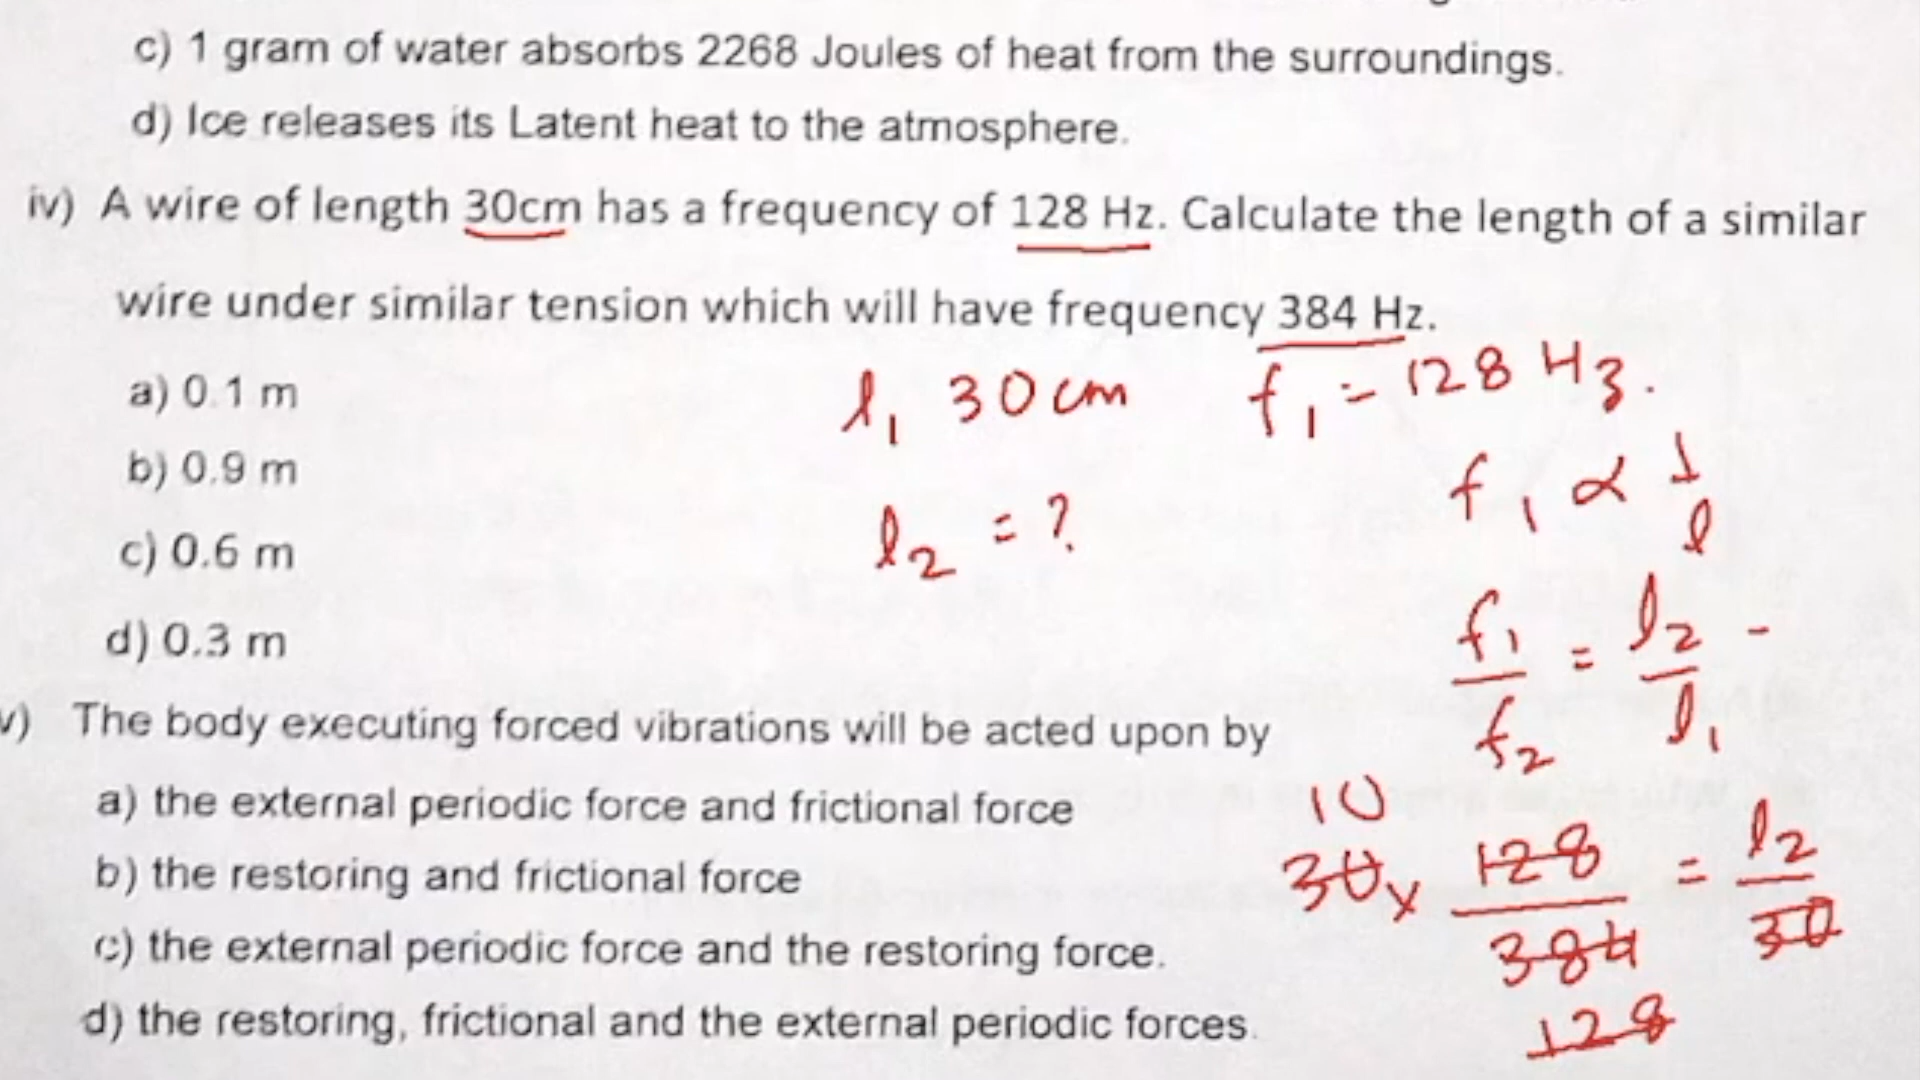 c) 1 gram of water absorbs 2268 Joules of heat from the surroundings.
d) Ice releases its Latent heat to the atmosphere.
iv) A wire of length 30cm has a frequency of 128 Hz. Calculate the length of a similar
wire under similar tension which will have frequency 384 Hz.
a) 0.1 m
b) 0.9 m
c) 0.6 m
d) 0.3 m
l₁ 30 cm
f₁ = 128 Hz.
l₂ = ?
f₁ α 1/l
f₁/f₂ = l₂/l₁ -
v) The body executing forced vibrations will be acted upon by
a) the external periodic force and frictional force
b) the restoring and frictional force
c) the external periodic force and the restoring force.
d) the restoring, frictional and the external periodic forces.
10
30 x 128/384 = l₂/30
128